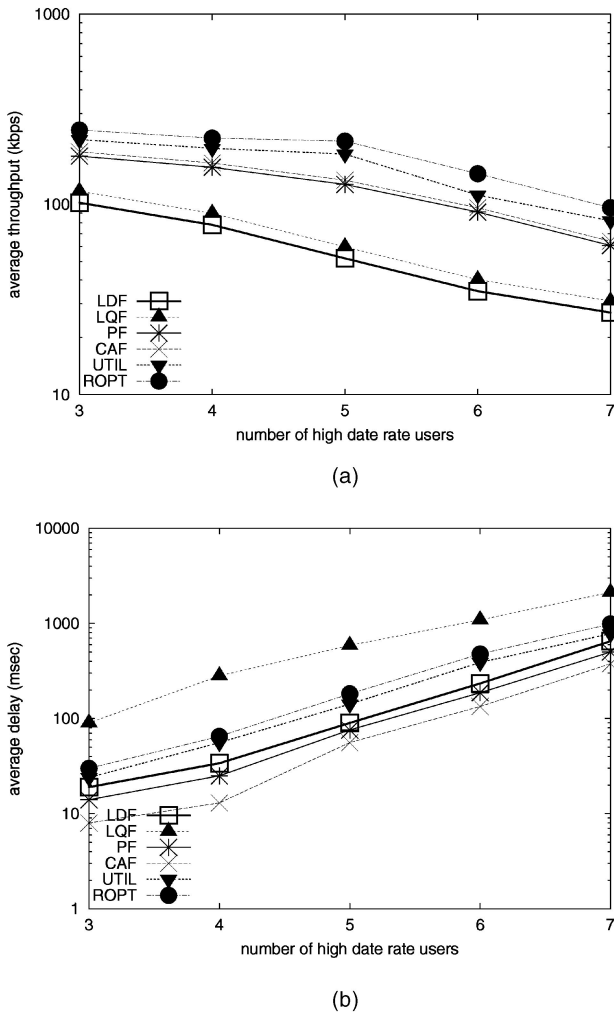 1000
100
10
average throughput (kbps)
LDF
LQF
PF
CAF
UTIL
ROPT
3 4 5 6 7
number of high date rate users
(a)
10000
1000
100
10
1
average delay (msec)
LDF
LQF
PF
CAF
UTIL
ROPT
3 4 5 6 7
number of high date rate users
(b)